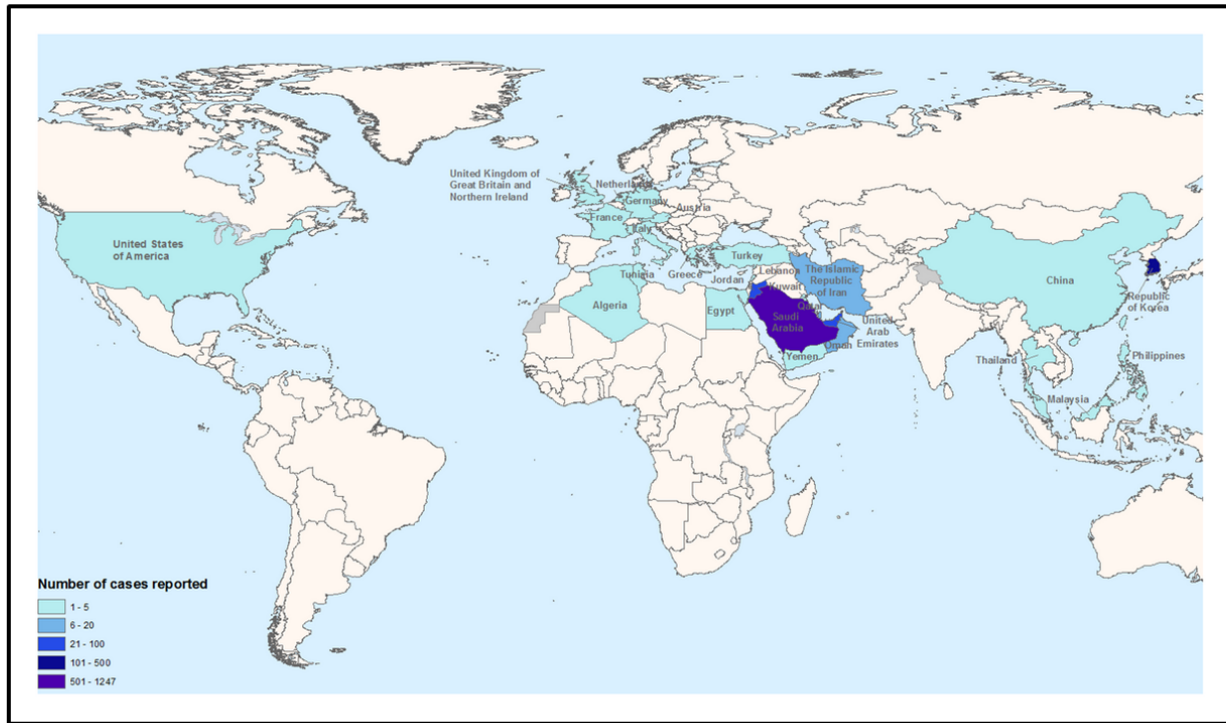 United Kingdom of
Great Britain and
Northern Ireland
Netherlands
Germany
Austria
France
Italy
United States
of America
Turkey
Tunisia
Greece
Lebanon
Jordan
Kuwait
The Islamic
Republic
of Iran
China
Algeria
Egypt
Qatar
Saudi
Arabia
United
Arab
Emirates
Oman
Yemen
Republic
of Korea
Thailand
Philippines
Malaysia
Number of cases reported
1 - 5
6 - 20
21 - 100
101 - 500
501 - 1247